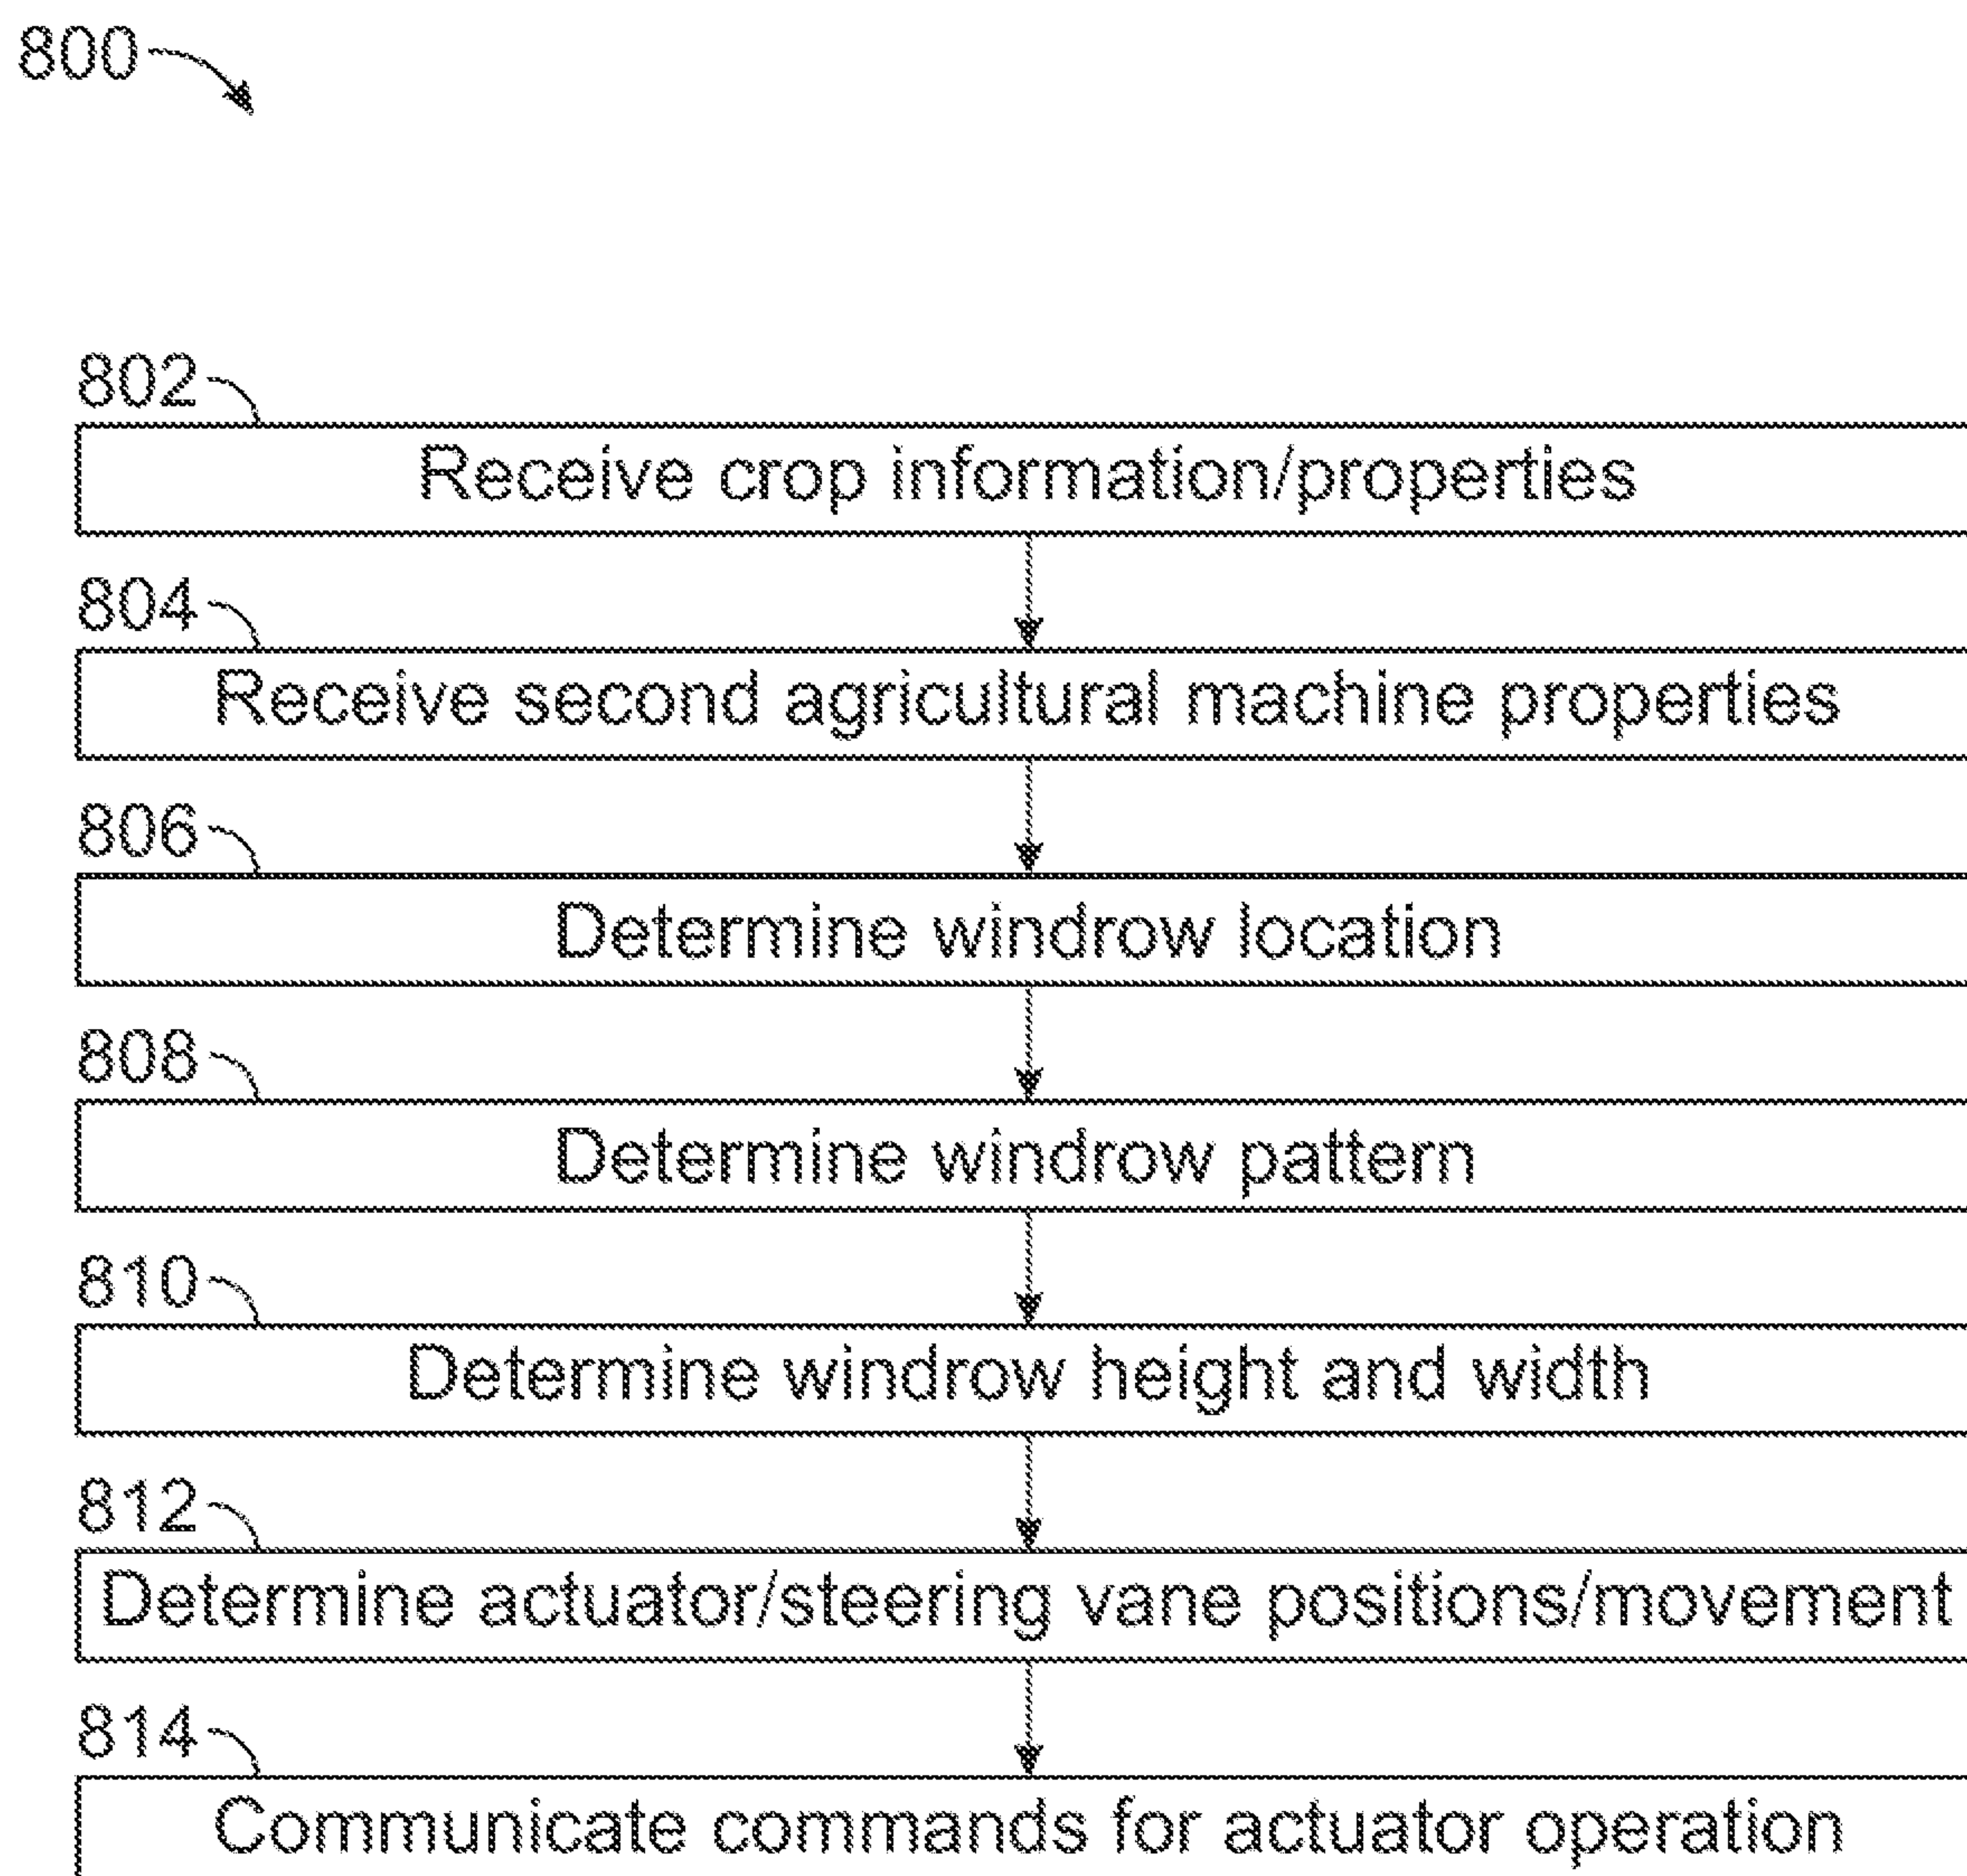 800
802
Receive crop information/properties
804
Receive second agricultural machine properties
806
Determine windrow location
808
Determine windrow pattern
810
Determine windrow height and width
812
Determine actuator/steering vane positions/movement
814
Communicate commands for actuator operation